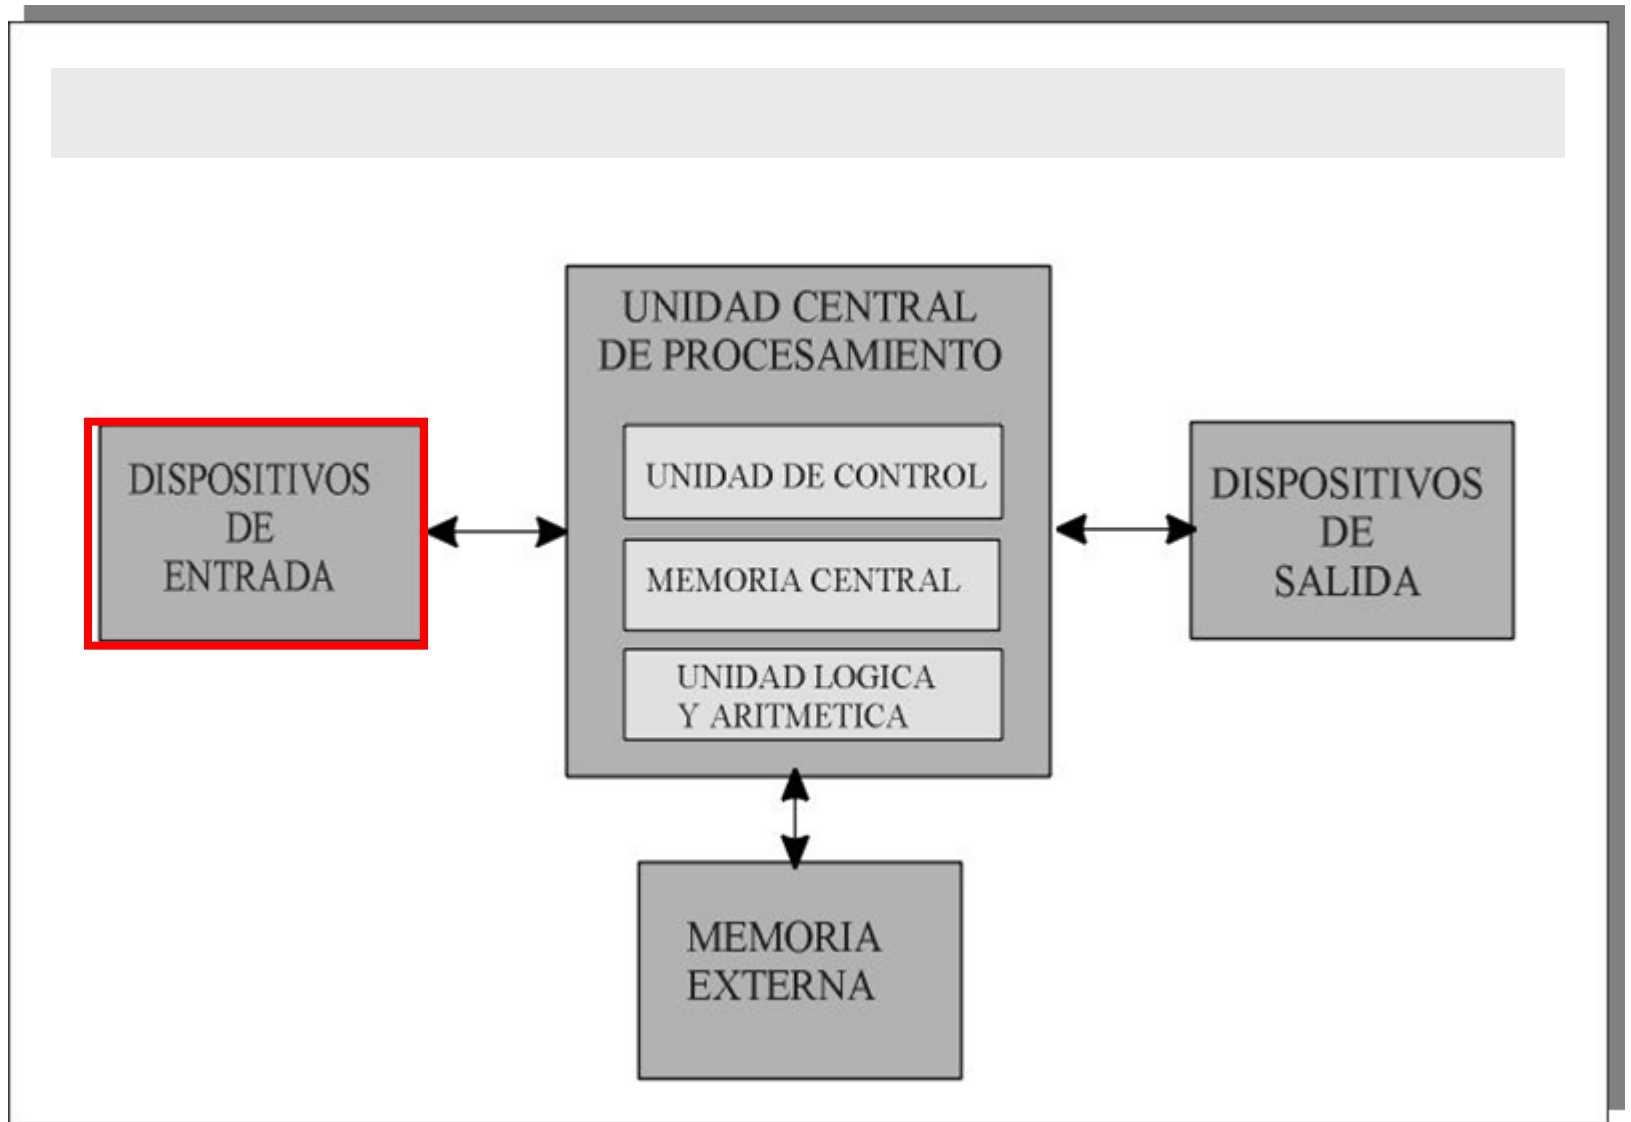 UNIDAD CENTRAL
DE PROCESAMIENTO
DISPOSITIVOS
DE
ENTRADA
UNIDAD DE CONTROL
MEMORIA CENTRAL
UNIDAD LOGICA
Y ARITMETICA
DISPOSITIVOS
DE
SALIDA
MEMORIA
EXTERNA